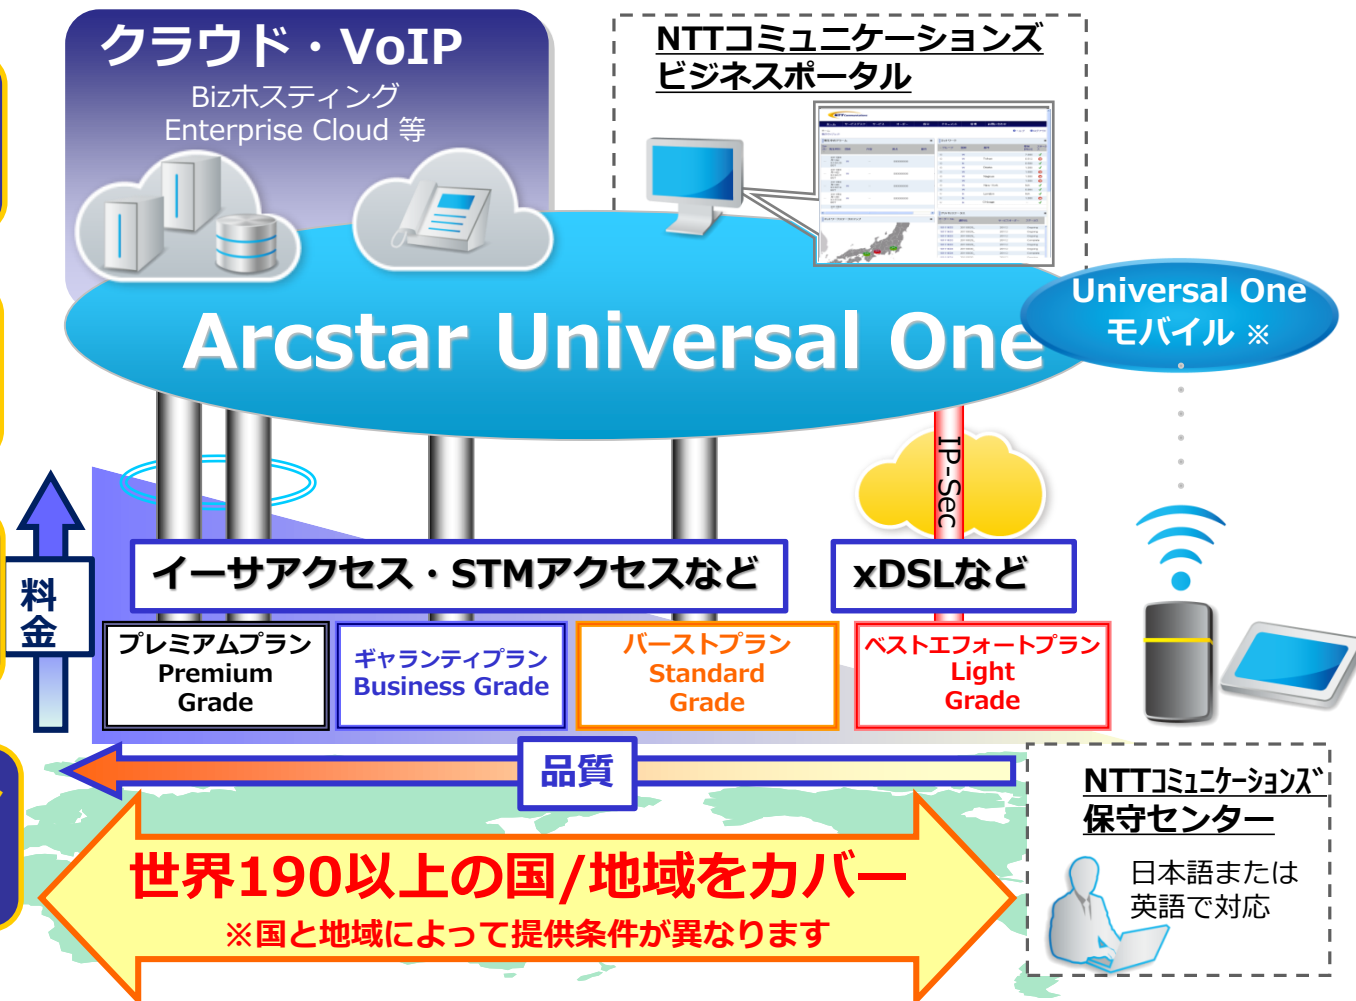 クラウド・VoIP
Bizホスティング
Enterprise Cloud 等
NTTコミュニケーションズ
ビジネスポータル
Arcstar Universal One
Universal One
モバイル ※
IP-Sec
料金
イーサアクセス・STMアクセスなど
xDSLなど
プレミアムプラン
Premium
Grade
ギャランティプラン
Business Grade
バーストプラン
Standard
Grade
ベストエフォートプラン
Light
Grade
品質
世界190以上の国/地域をカバー
※国と地域によって提供条件が異なります
NTTｺﾐｭﾆｹｰｼｮﾝｽﾞ
保守センター
日本語または
英語で対応